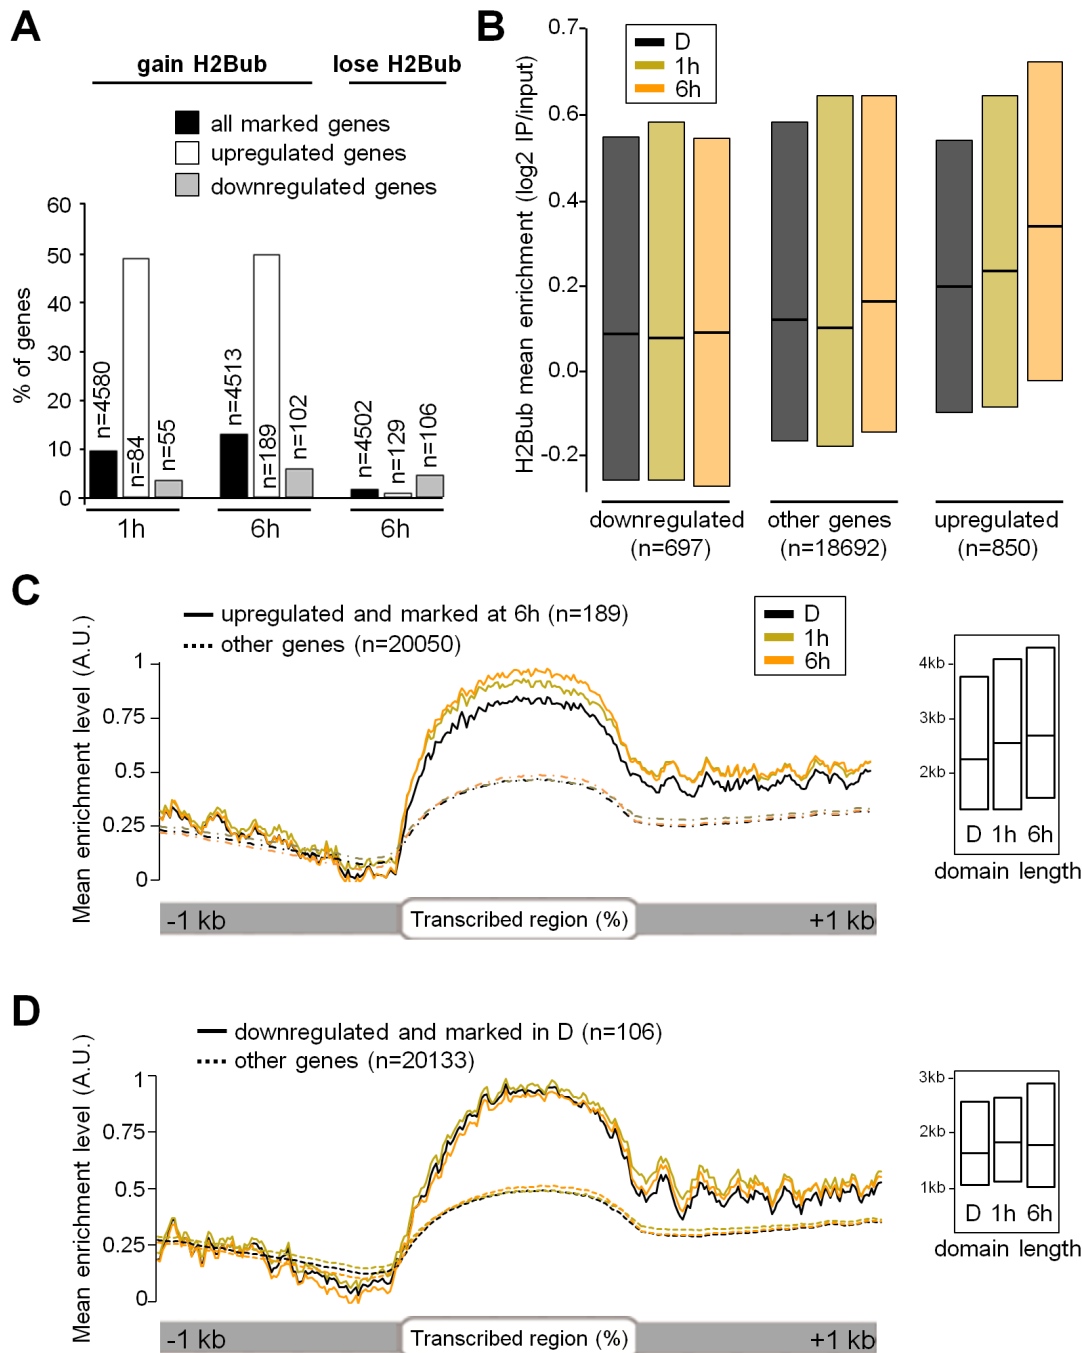 A
gain H2Bub
lose H2Bub
all marked genes
upregulated genes
downregulated genes
% of genes
60
50
40
30
20
10
0
n=4580
n=84
n=55
n=4513
n=189
n=102
n=4502
n=129
n=106
1h
6h
6h
B
H2Bub mean enrichment (log2 IP/input)
0.7
0.6
0.4
0.2
0.0
-0.2
D
1h
6h
downregulated
(n=697)
other genes
(n=18692)
upregulated
(n=850)
C
upregulated and marked at 6h (n=189)
other genes (n=20050)
D
1h
6h
Mean enrichment level (A.U.)
1
0.75
0.5
0.25
0
-1 kb
Transcribed region (%)
+1 kb
4kb
3kb
2kb
D 1h 6h
domain length
D
downregulated and marked in D (n=106)
other genes (n=20133)
Mean enrichment level (A.U.)
1
0.75
0.5
0.25
0
-1 kb
Transcribed region (%)
+1 kb
3kb
2kb
1kb
D 1h 6h
domain length